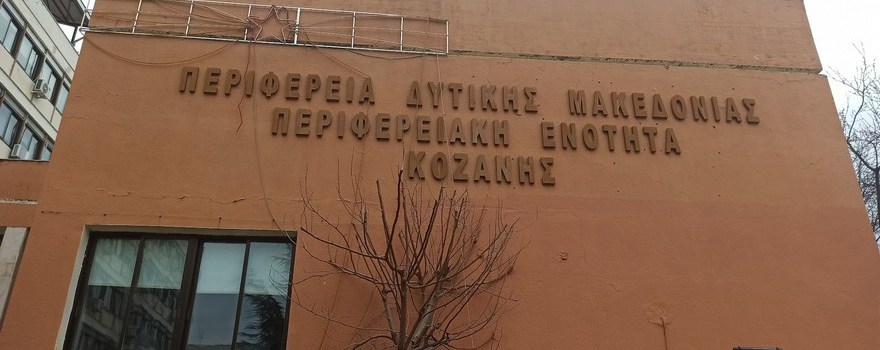 ΠΕΡΙΦΕΡΕΙΑ ΔΥΤΙΚΗΣ ΜΑΚΕΔΟΝΙΑΣ
ΠΕΡΙΦΕΡΕΙΑΚΗ ΕΝΟΤΗΤΑ
ΚΟΖΑΝΗΣ